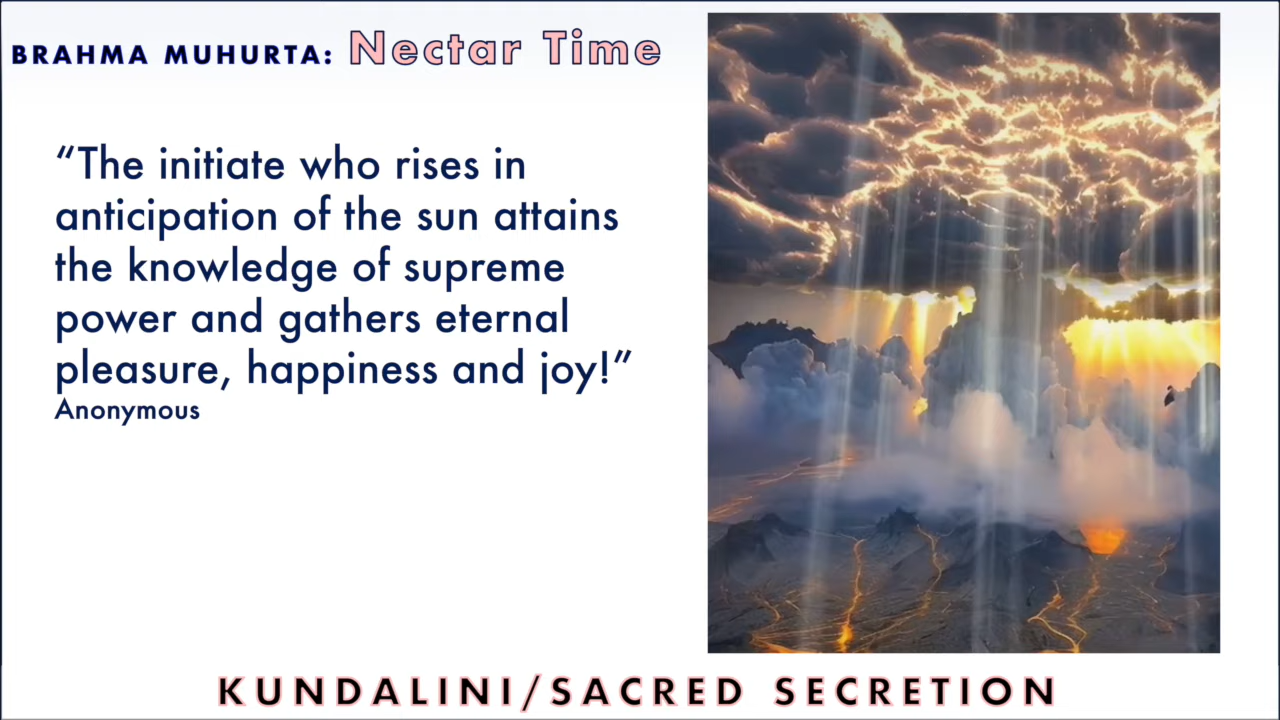 BRAHMA MUHURTA: Nectar Time
“The initiate who rises in
anticipation of the sun attains
the knowledge of supreme
power and gathers eternal
pleasure, happiness and joy!”
Anonymous
KUNDALINI/SACRED SECRETION